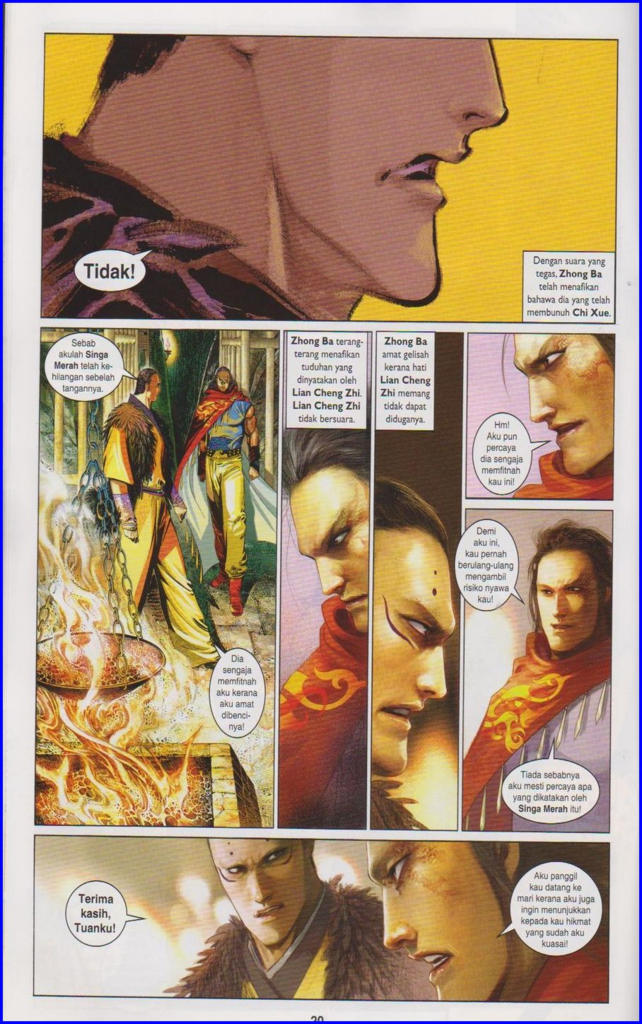 Tidak!
Dengan suara yang
tegas, Zhong Ba
telah menafikan
bahawa dia yang telah
membunuh Chi Xue.
Sebab
akulah Singa
Merah telah ke-
hilangan sebelah
tangannya.
Dia
sengaja
memfitnah
aku kerana
aku amat
dibenci-
nya!
Zhong Ba terang-
terang menafikan
tuduhan yang
dinyatakan oleh
Lian Cheng Zhi.
Lian Cheng Zhi
tidak bersuara.
Zhong Ba
amat gelisah
kerana hati
Lian Cheng
Zhi memang
tidak dapat
diduganya.
Hm!
Aku pun
percaya
dia sengaja
memfitnah
kau ini!
Demi
aku ini,
kau pernah
berulang-ulang
mengambil
risiko nyawa
kau!
Tiada sebabnya
aku mesti percaya apa
yang dikatakan oleh
Singa Merah itu!
Terima
kasih,
Tuanku!
Aku panggil
kau datang ke
mari kerana aku juga
ingin menunjukkan
kepada kau hikmat
yang sudah aku
kuasai!